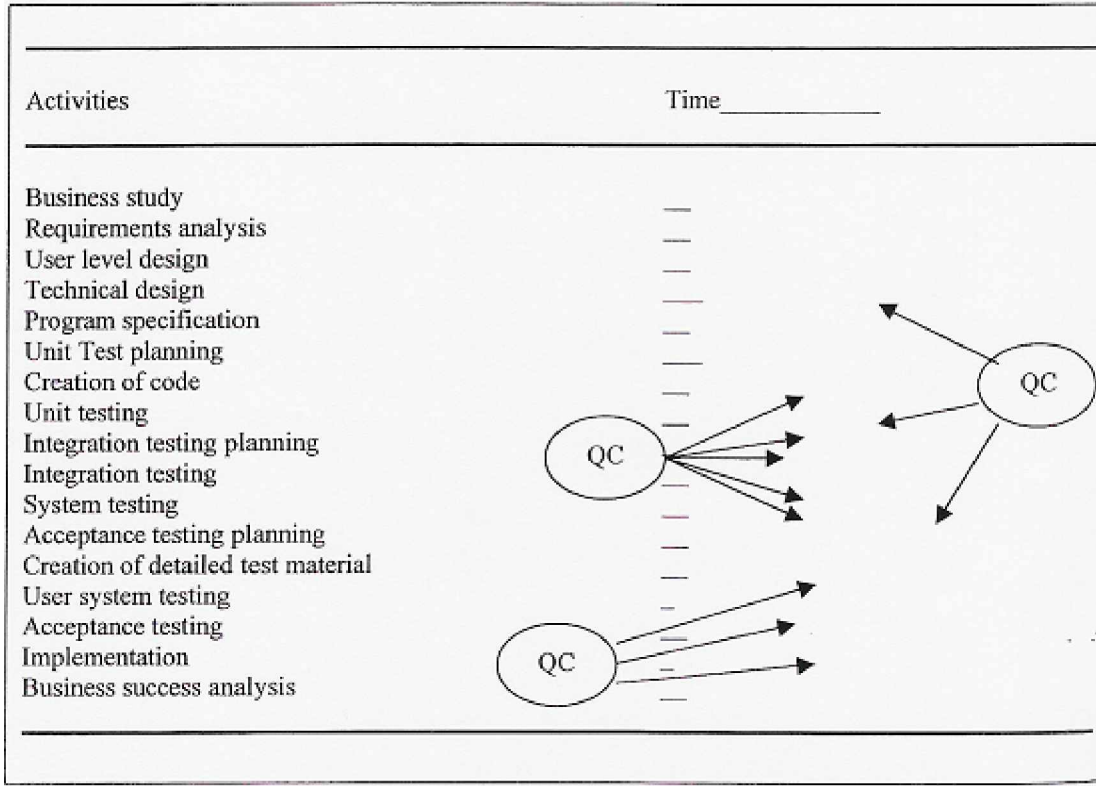 Activities Time___________
Business study
Requirements analysis
User level design
Technical design
Program specification
Unit Test planning
Creation of code
QC
Unit testing
Integration testing planning
QC
Integration testing
System testing
Acceptance testing planning
Creation of detailed test material
User system testing
Acceptance testing
Implementation
QC
Business success analysis